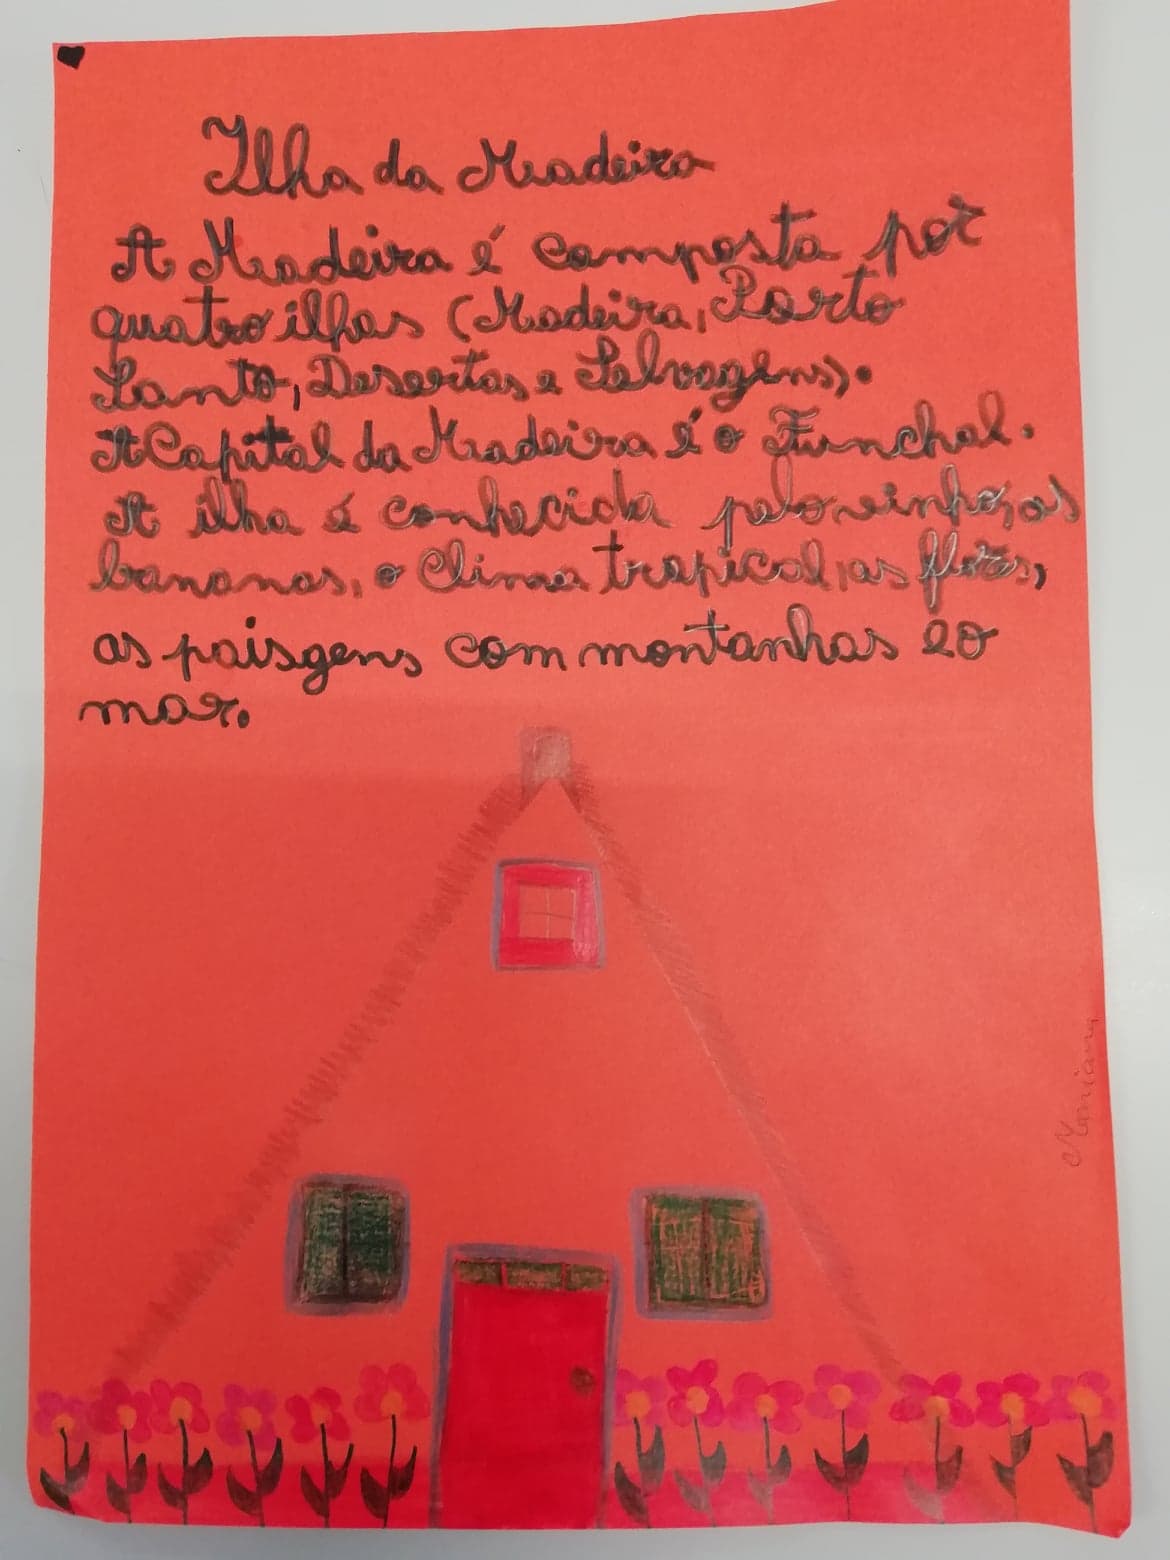 Ilha da Madeira
A Madeira é composta por
quatro ilhas (Madeira, Porto
Santo, Desertas e Selvagens).
A Capital da Madeira é o Funchal.
A ilha é conhecida pelo vinho, as
bananas, o clima tropical, as flores,
as paisgens com montanhas e o
mar.
Mariana